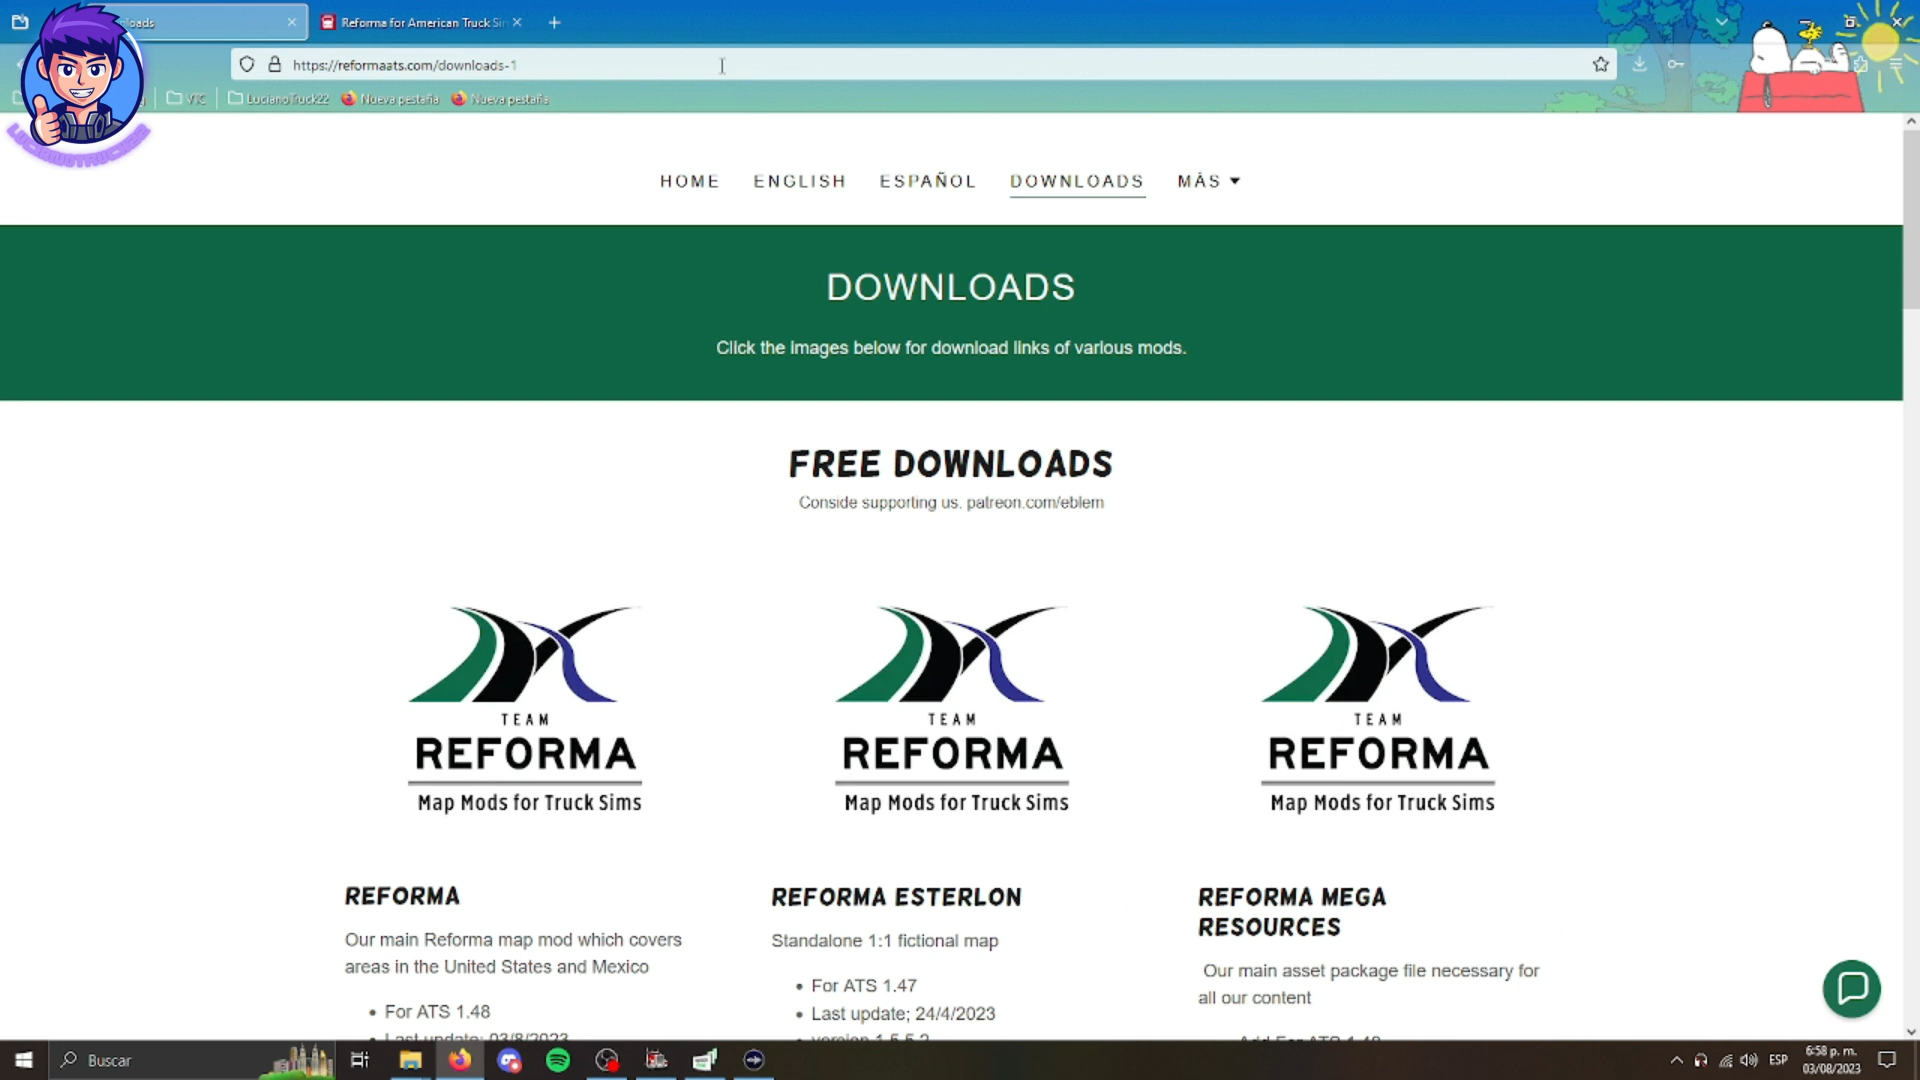 loads
Reforma for American Truck Sim
https://reformaats.com/downloads-1
VTC
LucianoTruck22
Nueva pestaña
Nueva pestaña
LUCIANOTRUCK22
HOME
ENGLISH
ESPAÑOL
DOWNLOADS
MÁS
DOWNLOADS
Click the images below for download links of various mods.
FREE DOWNLOADS
Conside supporting us. patreon.com/eblem
TEAM
REFORMA
Map Mods for Truck Sims
TEAM
REFORMA
Map Mods for Truck Sims
TEAM
REFORMA
Map Mods for Truck Sims
REFORMA
Our main Reforma map mod which covers
areas in the United States and Mexico
• For ATS 1.48
Last update: 03/8/2023
REFORMA ESTERLON
Standalone 1:1 fictional map
• For ATS 1.47
• Last update; 24/4/2023
version 1.5.5.2
REFORMA MEGA
RESOURCES
Our main asset package file necessary for
all our content
Add For ATS 1.48
Buscar
ESP
6:58 p. m.
03/08/2023